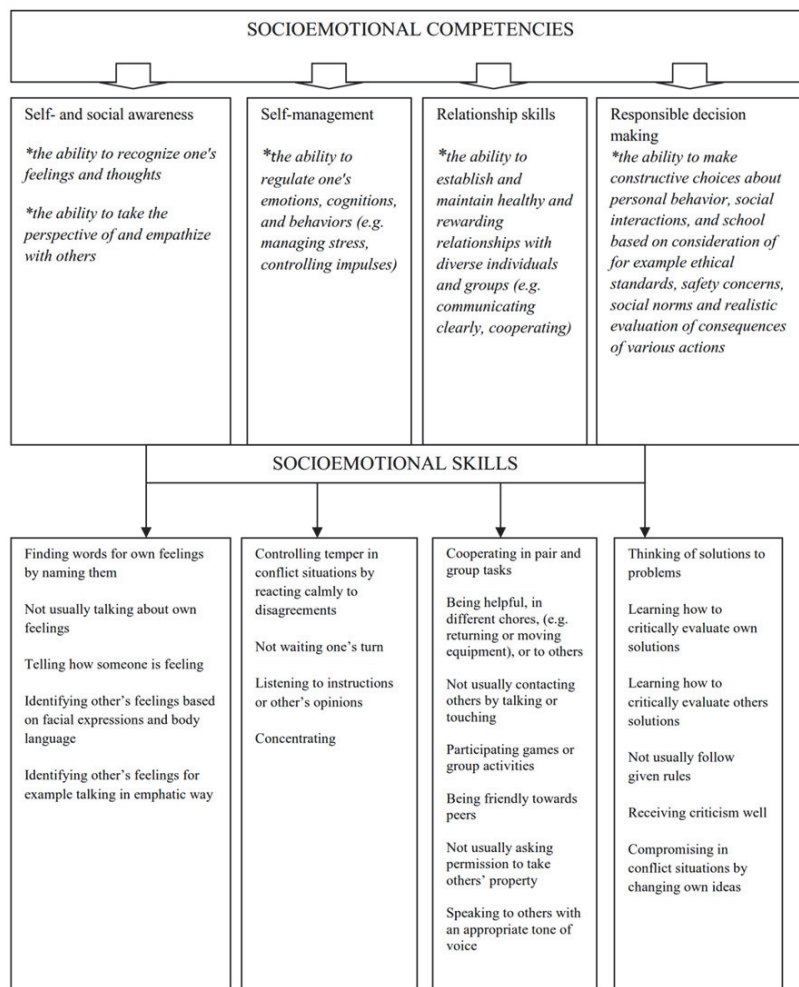 SOCIOEMOTIONAL COMPETENCIES
Self- and social awareness
*the ability to recognize one's
feelings and thoughts
*the ability to take the
perspective of and empathize
with others
Self-management
*the ability to
regulate one's
emotions, cognitions,
and behaviors (e.g.
managing stress,
controlling impulses)
Relationship skills
*the ability to
establish and
maintain healthy and
rewarding
relationships with
diverse individuals
and groups (e.g.
communicating
clearly, cooperating)
Responsible decision
making
*the ability to make
constructive choices about
personal behavior, social
interactions, and school
based on consideration of
for example ethical
standards, safety concerns,
social norms and realistic
evaluation of consequences
of various actions
SOCIOEMOTIONAL SKILLS
Finding words for own feelings
by naming them
Not usually talking about own
feelings
Telling how someone is feeling
Identifying other's feelings based
on facial expressions and body
language
Identifying other's feelings for
example talking in emphatic way
Controlling temper in
conflict situations by
reacting calmly to
disagreements
Not waiting one's turn
Listening to instructions
or other's opinions
Concentrating
Cooperating in pair and
group tasks
Being helpful, in
different chores, (e.g.
returning or moving
equipment), or to others
Not usually contacting
others by talking or
touching
Participating games or
group activities
Being friendly towards
peers
Not usually asking
permission to take
others' property
Speaking to others with
an appropriate tone of
voice
Thinking of solutions to
problems
Learning how to
critically evaluate own
solutions
Learning how to
critically evaluate others
solutions
Not usually follow
given rules
Receiving criticism well
Compromising in
conflict situations by
changing own ideas